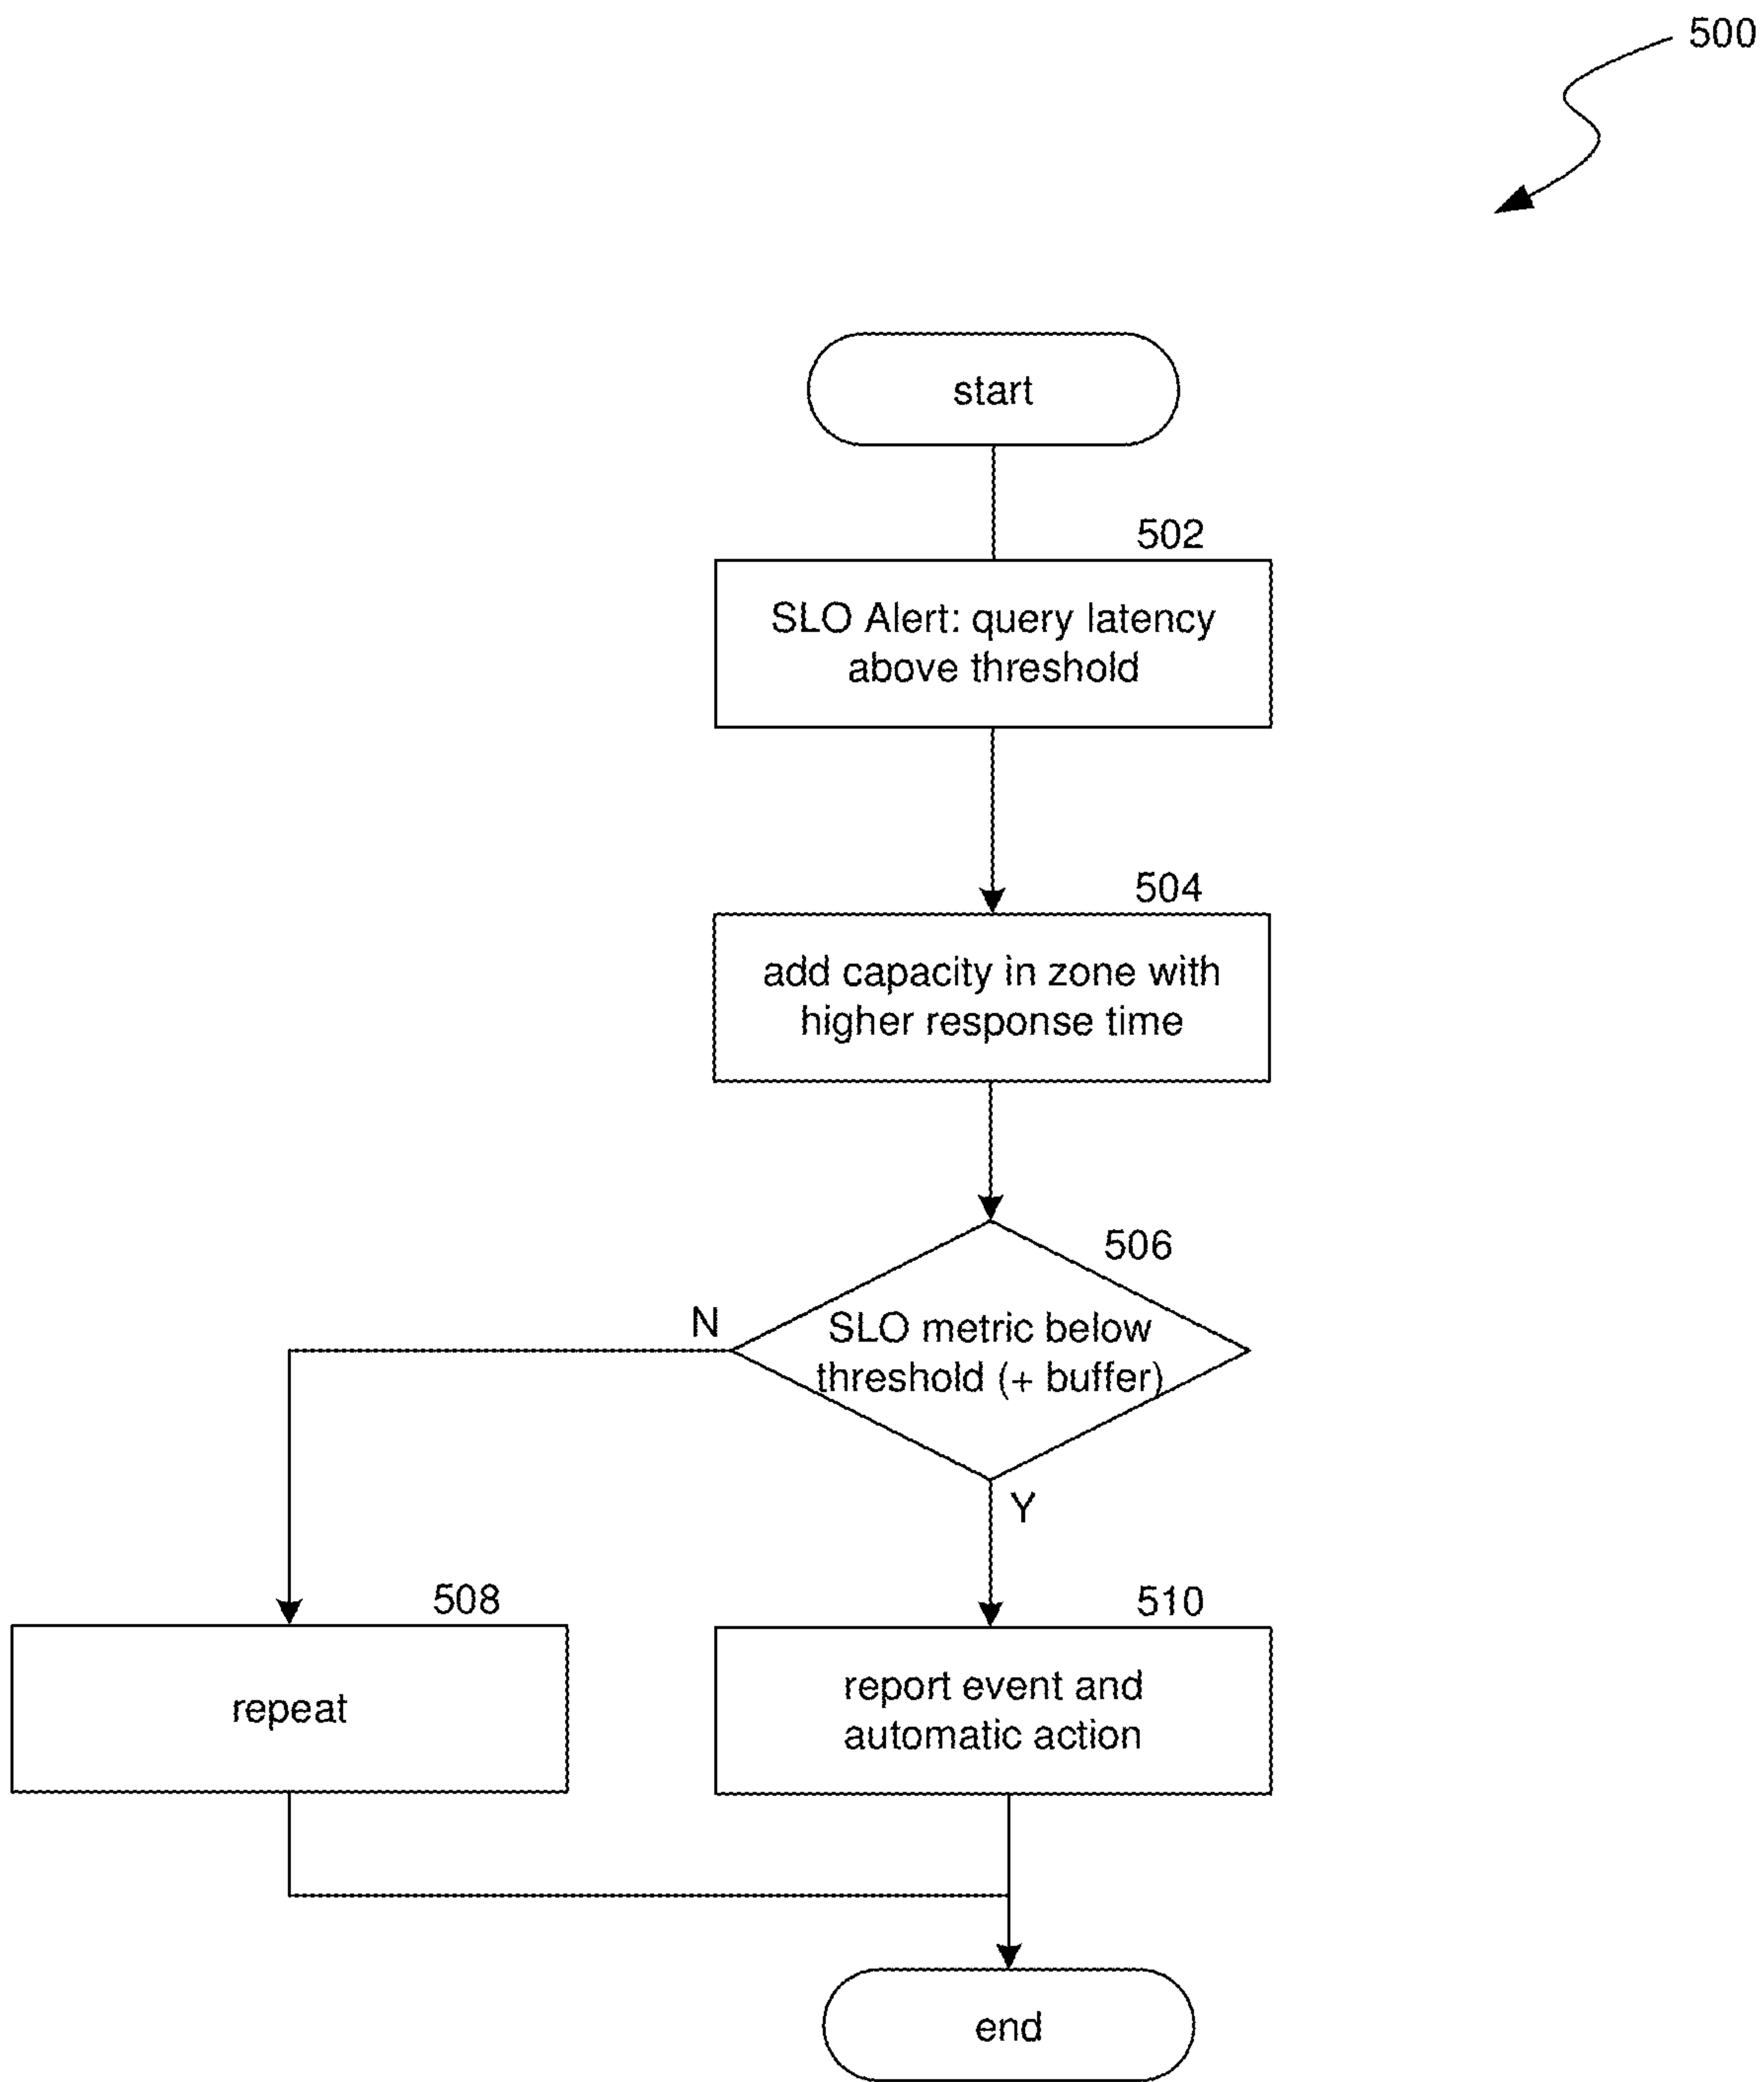 500
start
502
SLO Alert: query latency
above threshold
504
add capacity in zone with
higher response time
506
N
SLO metric below
threshold (+ buffer)
Y
508
repeat
510
report event and
automatic action
end